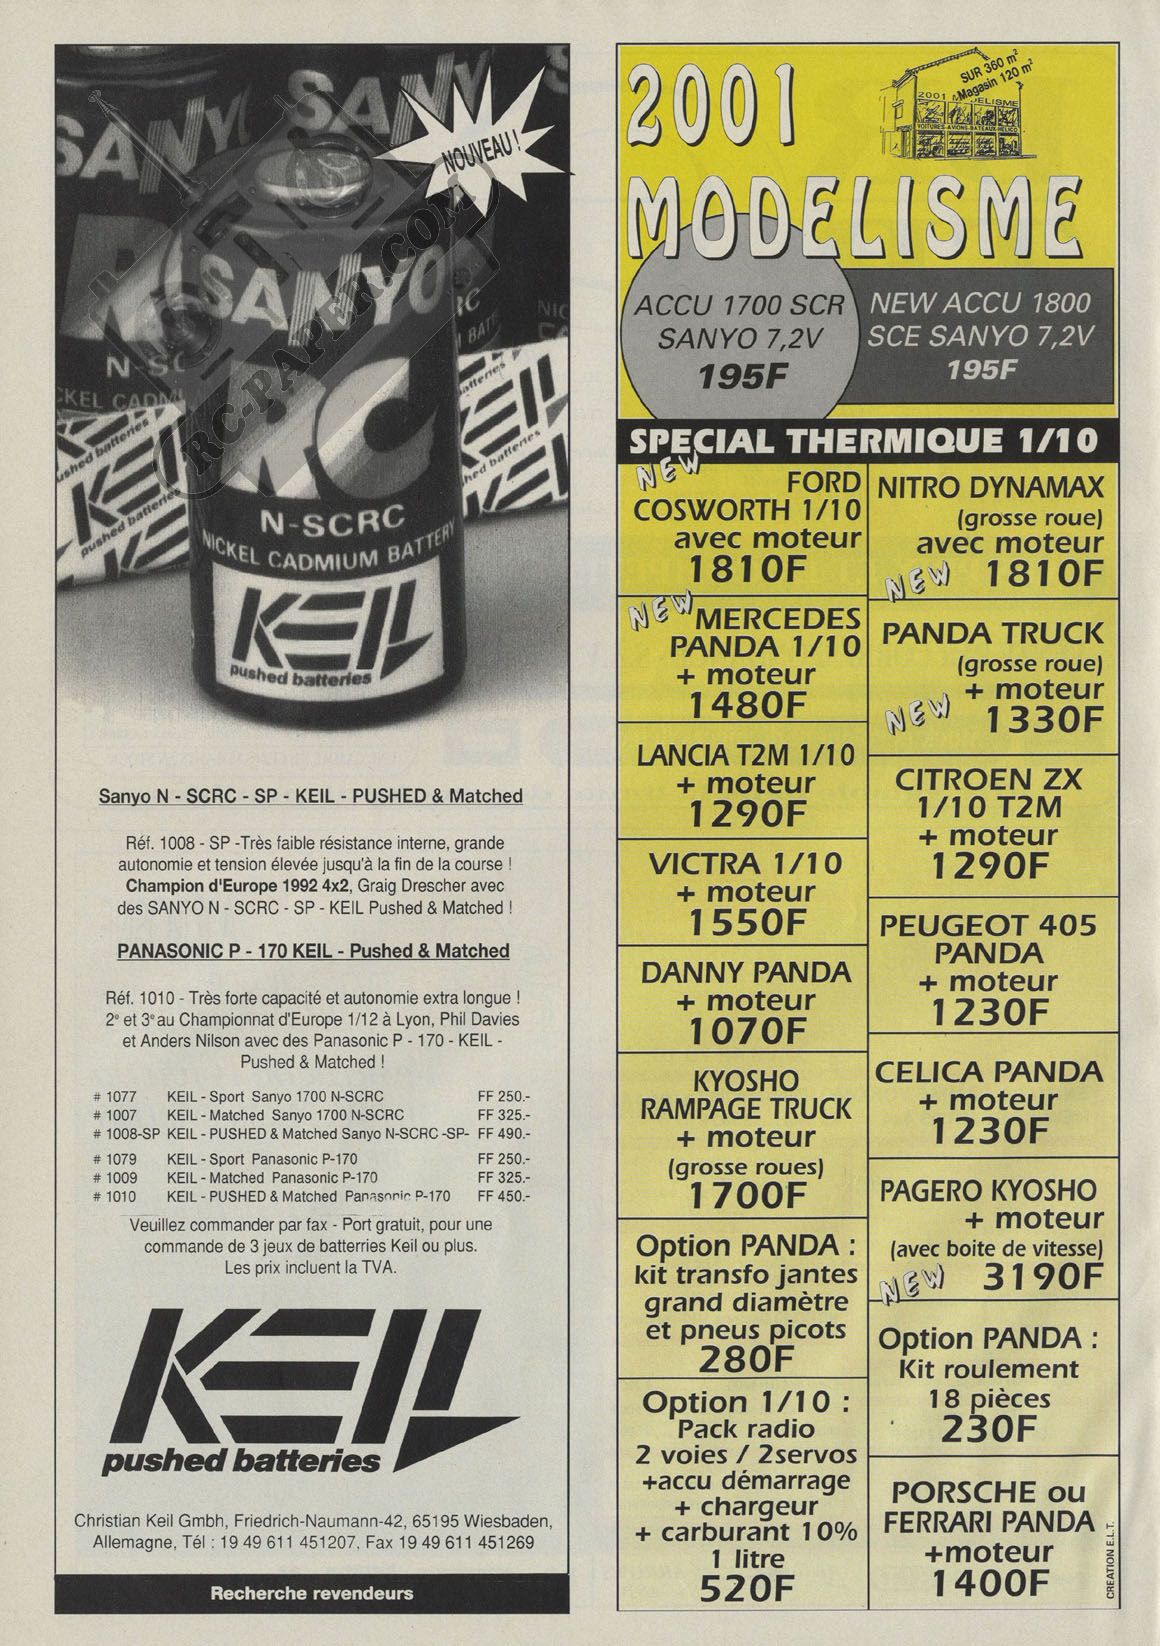 SANYO
SANYO
SANYO
NOUVEAU !
RC-PAPERY.COM
SANYO
N-SCRC
NICKEL CADMIUM BATTERY
KEIL
pushed batteries
KEIL
pushed batteries
Sanyo N - SCRC - SP - KEIL - PUSHED & Matched
Réf. 1008 - SP -Très faible résistance interne, grande
autonomie et tension élevée jusqu'à la fin de la course !
Champion d'Europe 1992 4x2, Graig Drescher avec
des SANYO N - SCRC - SP - KEIL Pushed & Matched !
PANASONIC P - 170 KEIL - Pushed & Matched
Réf. 1010 - Très forte capacité et autonomie extra longue !
2e et 3e au Championnat d'Europe 1/12 à Lyon, Phil Davies
et Anders Nilson avec des Panasonic P - 170 - KEIL -
Pushed & Matched !
# 1077 KEIL - Sport Sanyo 1700 N-SCRC FF 250.-
# 1007 KEIL - Matched Sanyo 1700 N-SCRC FF 325.-
# 1008-SP KEIL - PUSHED & Matched Sanyo N-SCRC -SP- FF 490.-
# 1079 KEIL - Sport Panasonic P-170 FF 250.-
# 1009 KEIL - Matched Panasonic P-170 FF 325.-
# 1010 KEIL - PUSHED & Matched Panasonic P-170 FF 450.-
Veuillez commander par fax - Port gratuit, pour une
commande de 3 jeux de batterries Keil ou plus.
Les prix incluent la TVA.
KEIL
pushed batteries
Christian Keil Gmbh, Friedrich-Naumann-42, 65195 Wiesbaden,
Allemagne, Tél : 19 49 611 451207, Fax 19 49 611 451269
Recherche revendeurs
2001
MODELISME
SUR 360 m²
Magasin 120 m²
VOITURES-AVIONS-BATEAUX-HELICO
ACCU 1700 SCR
SANYO 7,2V
195F
NEW ACCU 1800
SCE SANYO 7,2V
195F
SPECIAL THERMIQUE 1/10
NEW
FORD
COSWORTH 1/10
avec moteur
1810F
NEW
MERCEDES
PANDA 1/10
+ moteur
1480F
LANCIA T2M 1/10
+ moteur
1290F
VICTRA 1/10
+ moteur
1550F
DANNY PANDA
+ moteur
1070F
KYOSHO
RAMPAGE TRUCK
+ moteur
(grosse roues)
1700F
Option PANDA :
kit transfo jantes
grand diamètre
et pneus picots
280F
Option 1/10 :
Pack radio
2 voies / 2servos
+accu démarrage
+ chargeur
+ carburant 10%
1 litre
520F
NITRO DYNAMAX
(grosse roue)
avec moteur
NEW 1810F
PANDA TRUCK
(grosse roue)
+ moteur
NEW 1330F
CITROEN ZX
1/10 T2M
+ moteur
1290F
PEUGEOT 405
PANDA
+ moteur
1230F
CELICA PANDA
+ moteur
1230F
PAGERO KYOSHO
+ moteur
(avec boite de vitesse)
NEW 3190F
Option PANDA :
Kit roulement
18 pièces
230F
PORSCHE ou
FERRARI PANDA
+moteur
1400F
CREATION E.L.T.